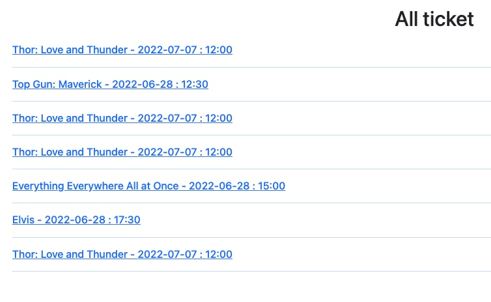 All ticket
Thor: Love and Thunder - 2022-07-07 : 12:00
Top Gun: Maverick - 2022-06-28 : 12:30
Thor: Love and Thunder - 2022-07-07 : 12:00
Thor: Love and Thunder - 2022-07-07 : 12:00
Everything Everywhere All at Once - 2022-06-28 : 15:00
Elvis - 2022-06-28 : 17:30
Thor: Love and Thunder - 2022-07-07 : 12:00